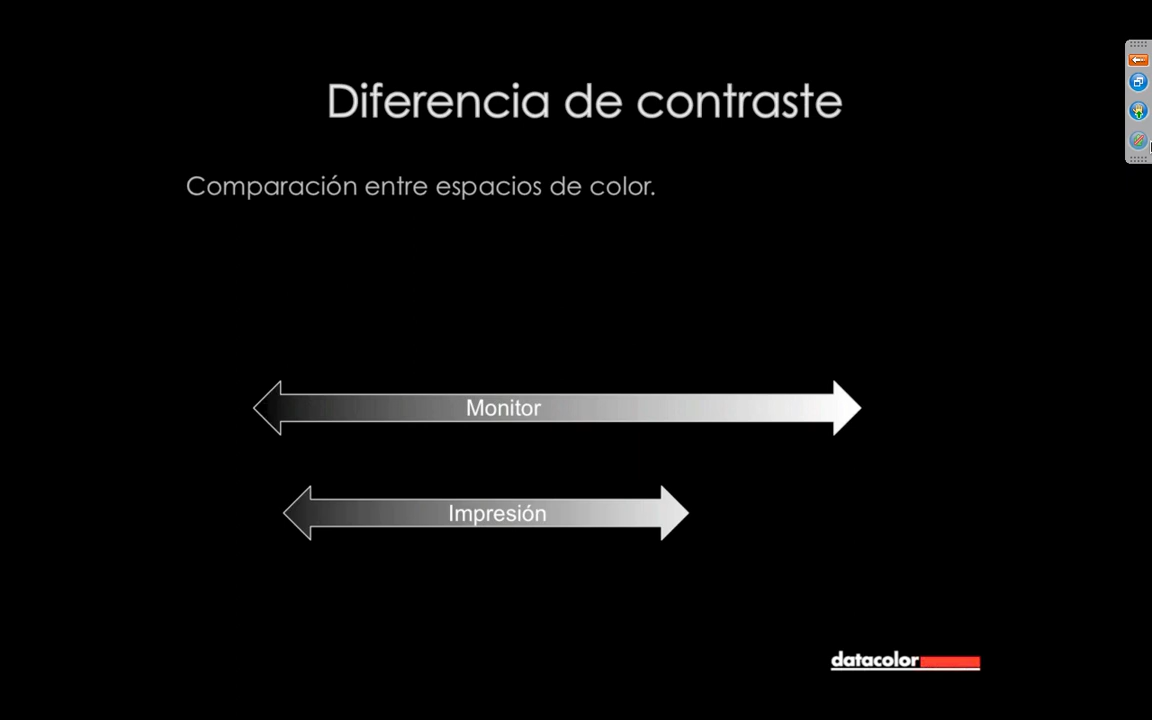 Diferencia de contraste
Comparación entre espacios de color.
Monitor
Impresión
datacolor